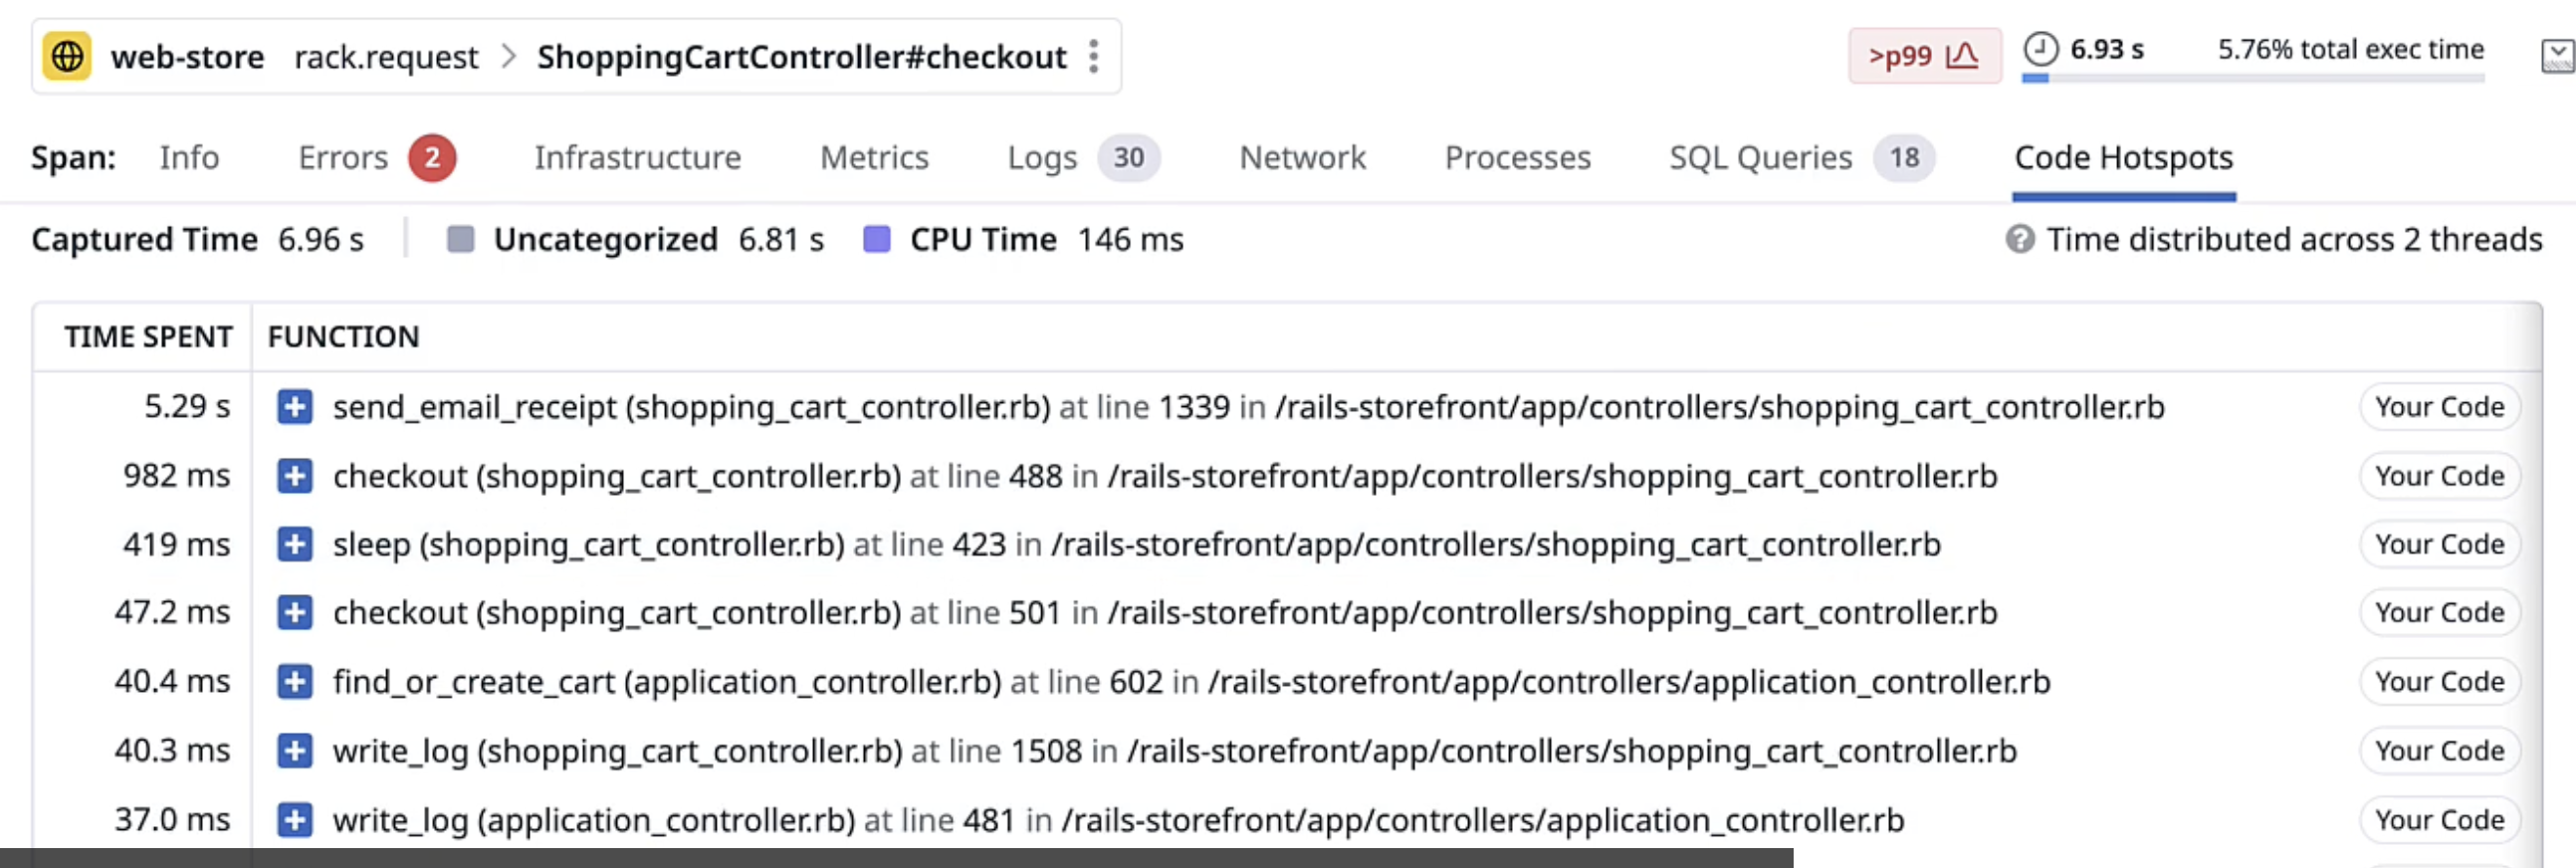 web-store rack.request > ShoppingCartController#checkout >p99 6.93 s 5.76% total exec time
Span: Info Errors 2 Infrastructure Metrics Logs 30 Network Processes SQL Queries 18 Code Hotspots
Captured Time 6.96 s Uncategorized 6.81 s CPU Time 146 ms ? Time distributed across 2 threads
TIME SPENT FUNCTION
5.29 s + send_email_receipt (shopping_cart_controller.rb) at line 1339 in /rails-storefront/app/controllers/shopping_cart_controller.rb Your Code
982 ms + checkout (shopping_cart_controller.rb) at line 488 in /rails-storefront/app/controllers/shopping_cart_controller.rb Your Code
419 ms + sleep (shopping_cart_controller.rb) at line 423 in /rails-storefront/app/controllers/shopping_cart_controller.rb Your Code
47.2 ms + checkout (shopping_cart_controller.rb) at line 501 in /rails-storefront/app/controllers/shopping_cart_controller.rb Your Code
40.4 ms + find_or_create_cart (application_controller.rb) at line 602 in /rails-storefront/app/controllers/application_controller.rb Your Code
40.3 ms + write_log (shopping_cart_controller.rb) at line 1508 in /rails-storefront/app/controllers/shopping_cart_controller.rb Your Code
37.0 ms + write_log (application_controller.rb) at line 481 in /rails-storefront/app/controllers/application_controller.rb Your Code